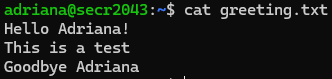 adriana@secr2043:~$ cat greeting.txt
Hello Adriana!
This is a test
Goodbye Adriana